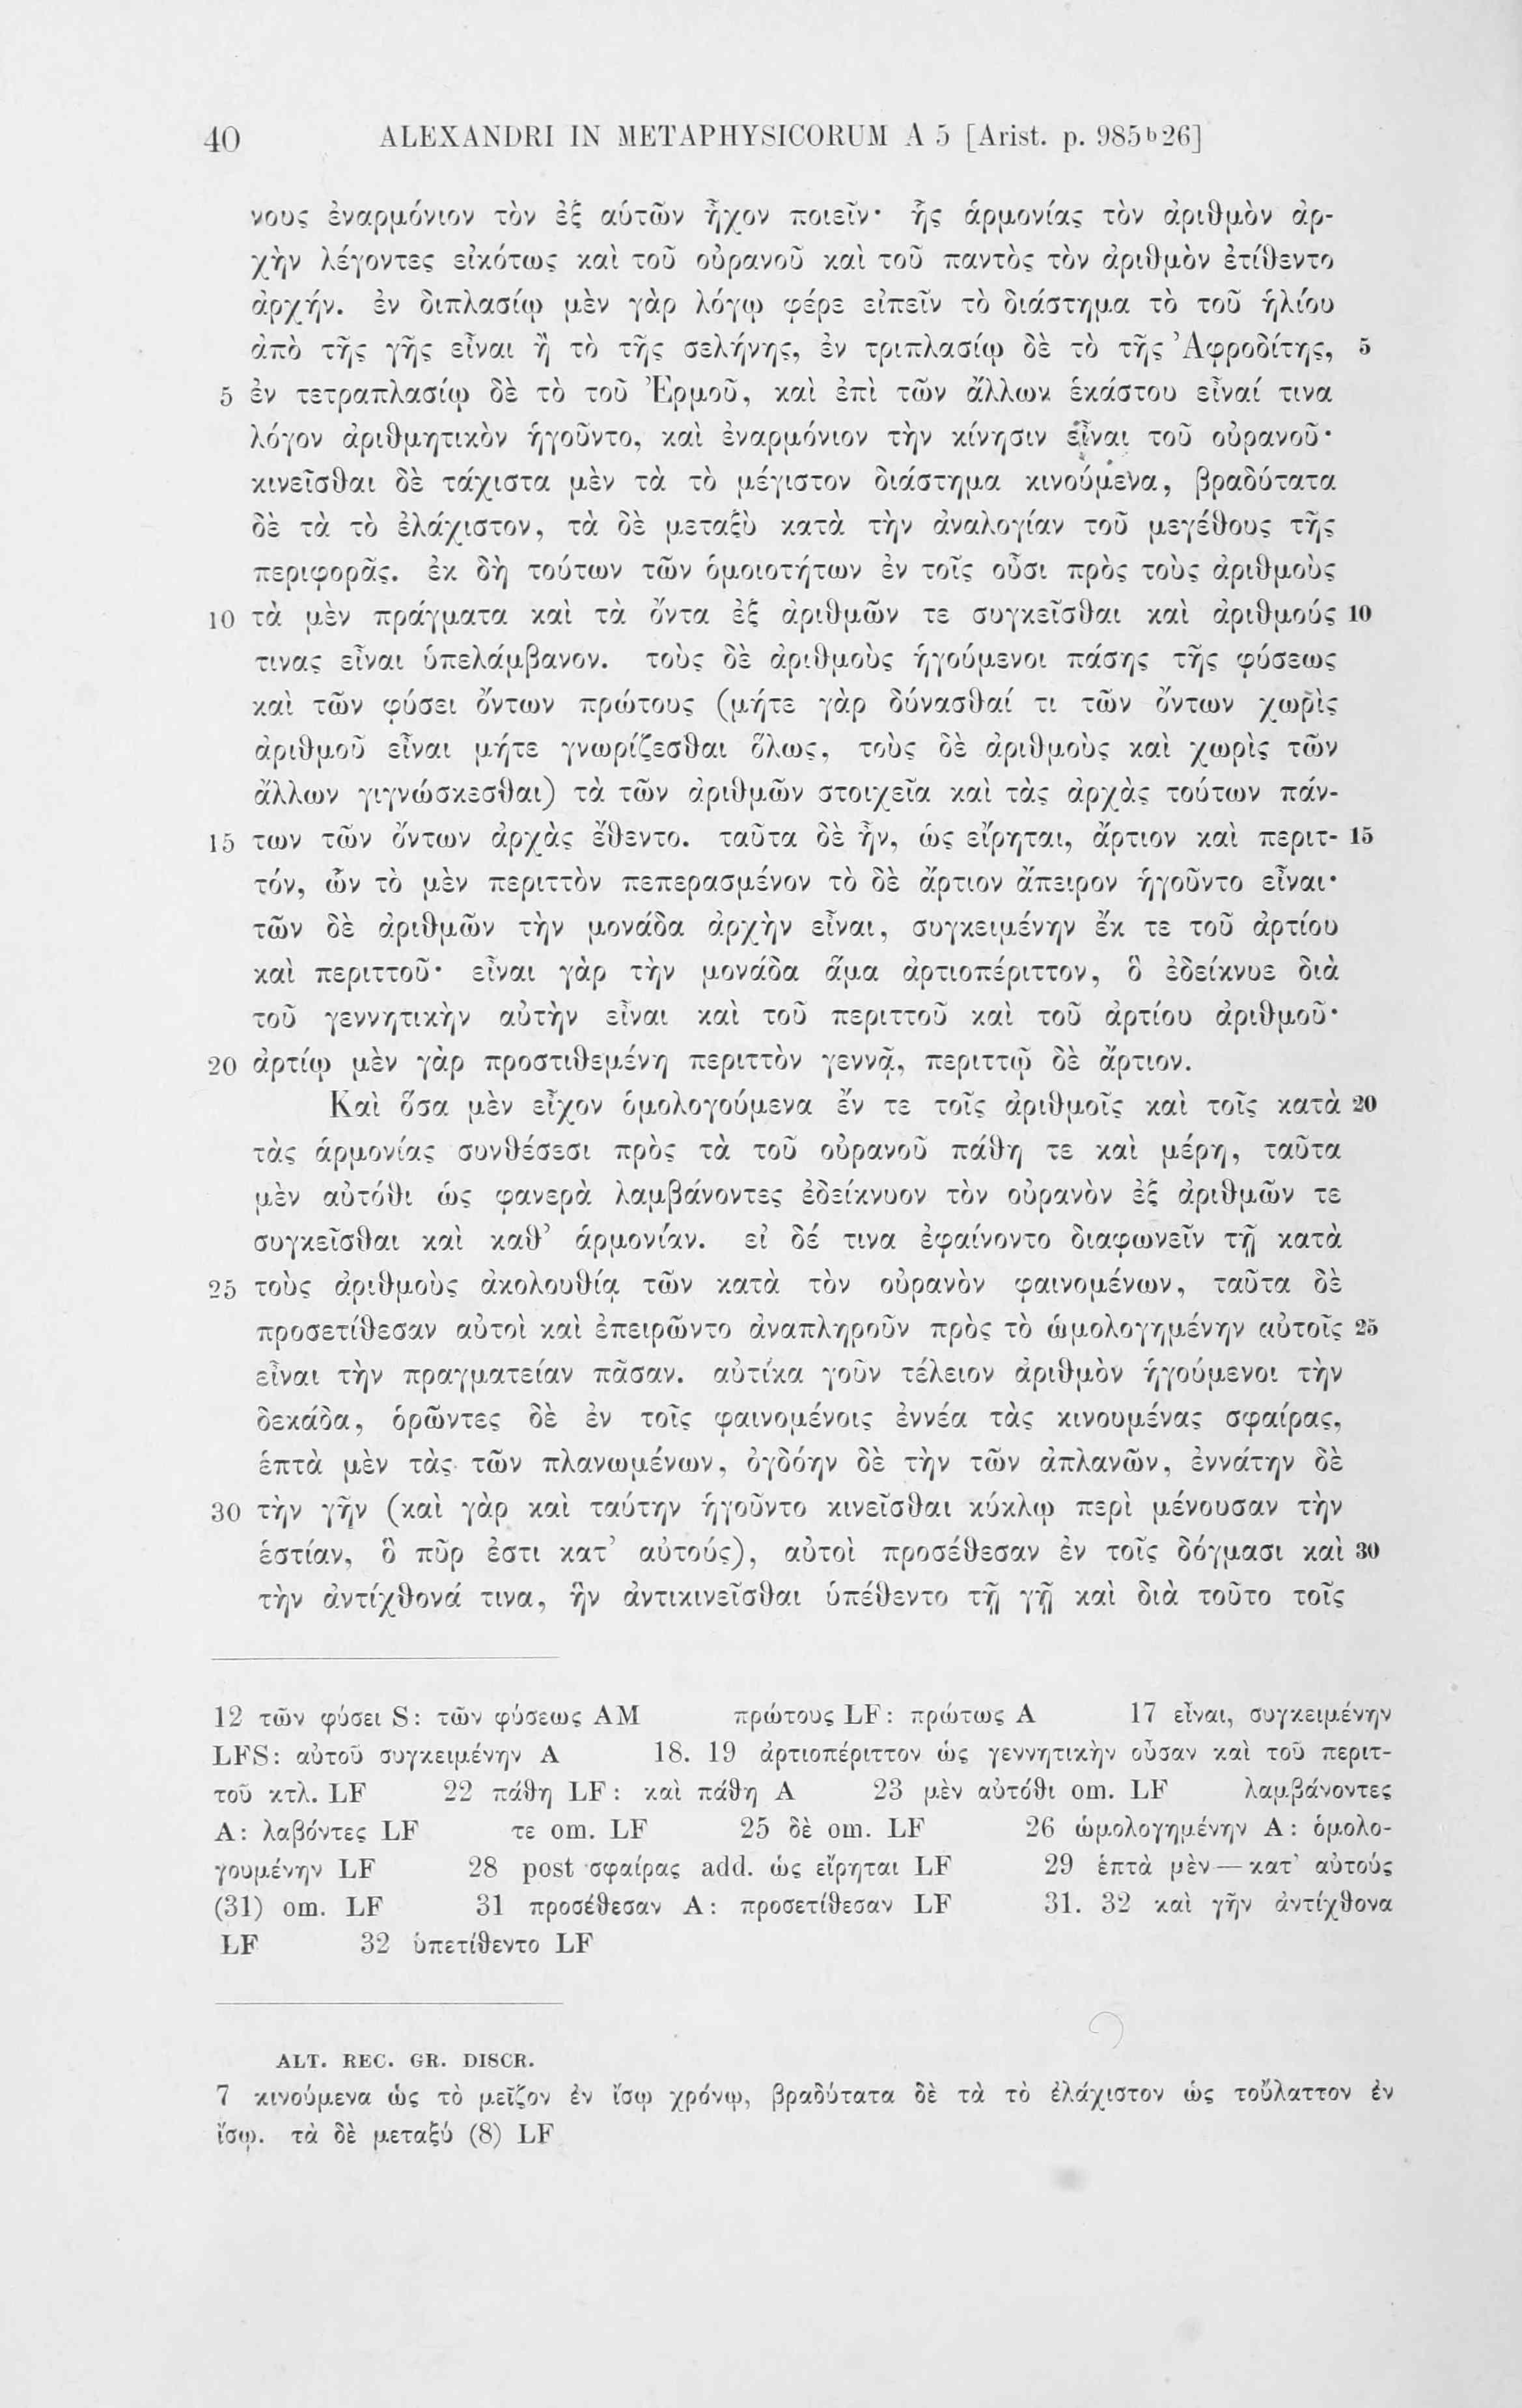 40 ALEXANDRI IN METAPHYSICORUM A 5 [Arist. p. 985ᵇ26]
νους ἐναρμόνιον τὸν ἐξ αὐτῶν ἦχον ποιεῖν· ἧς ἁρμονίας τὸν ἀριθμὸν ἀρ-
χὴν λέγοντες εἰκότως καὶ τοῦ οὐρανοῦ καὶ τοῦ παντὸς τὸν ἀριθμὸν ἐτίθεντο
ἀρχήν. ἐν διπλασίῳ μὲν γὰρ λόγῳ φέρε εἰπεῖν τὸ διάστημα τὸ τοῦ ἡλίου
ἀπὸ τῆς γῆς εἶναι ἢ τὸ τῆς σελήνης, ἐν τριπλασίῳ δὲ τὸ τῆς Ἀφροδίτης, 5
5 ἐν τετραπλασίῳ δὲ τὸ τοῦ Ἑρμοῦ, καὶ ἐπὶ τῶν ἄλλων ἑκάστου εἶναί τινα
λόγον ἀριθμητικὸν ἡγοῦντο, καὶ ἐναρμόνιον τὴν κίνησιν εἶναι τοῦ οὐρανοῦ·
κινεῖσθαι δὲ τάχιστα μὲν τὰ τὸ μέγιστον διάστημα κινούμενα, βραδύτατα
δὲ τὰ τὸ ἐλάχιστον, τὰ δὲ μεταξὺ κατὰ τὴν ἀναλογίαν τοῦ μεγέθους τῆς
περιφορᾶς. ἐκ δὴ τούτων τῶν ὁμοιοτήτων ἐν τοῖς οὖσι πρὸς τοὺς ἀριθμοὺς
10 τὰ μὲν πράγματα καὶ τὰ ὄντα ἐξ ἀριθμῶν τε συγκεῖσθαι καὶ ἀριθμούς 10
τινας εἶναι ὑπελάμβανον. τοὺς δὲ ἀριθμοὺς ἡγούμενοι πάσης τῆς φύσεως
καὶ τῶν φύσει ὄντων πρώτους (μήτε γὰρ δύνασθαί τι τῶν ὄντων χωρὶς
ἀριθμοῦ εἶναι μήτε γνωρίζεσθαι ὅλως, τοὺς δὲ ἀριθμοὺς καὶ χωρὶς τῶν
ἄλλων γιγνώσκεσθαι) τὰ τῶν ἀριθμῶν στοιχεῖα καὶ τὰς ἀρχὰς τούτων πάν-
15 των τῶν ὄντων ἀρχὰς ἔθεντο. ταῦτα δὲ ἦν, ὡς εἴρηται, ἄρτιον καὶ περιτ- 15
τόν, ὧν τὸ μὲν περιττὸν πεπερασμένον τὸ δὲ ἄρτιον ἄπειρον ἡγοῦντο εἶναι·
τῶν δὲ ἀριθμῶν τὴν μονάδα ἀρχὴν εἶναι, συγκειμένην ἔκ τε τοῦ ἀρτίου
καὶ περιττοῦ· εἶναι γὰρ τὴν μονάδα ἅμα ἀρτιοπέριττον, ὃ ἐδείκνυε διὰ
τοῦ γεννητικὴν αὐτὴν εἶναι καὶ τοῦ περιττοῦ καὶ τοῦ ἀρτίου ἀριθμοῦ·
20 ἀρτίῳ μὲν γὰρ προστιθεμένη περιττὸν γεννᾷ, περιττῷ δὲ ἄρτιον.
Καὶ ὅσα μὲν εἶχον ὁμολογούμενα ἔν τε τοῖς ἀριθμοῖς καὶ τοῖς κατὰ 20
τὰς ἁρμονίας συνθέσεσι πρὸς τὰ τοῦ οὐρανοῦ πάθη τε καὶ μέρη, ταῦτα
μὲν αὐτόθι ὡς φανερὰ λαμβάνοντες ἐδείκνυον τὸν οὐρανὸν ἐξ ἀριθμῶν τε
συγκεῖσθαι καὶ καθ’ ἁρμονίαν. εἰ δέ τινα ἐφαίνοντο διαφωνεῖν τῇ κατὰ
25 τοὺς ἀριθμοὺς ἀκολουθίᾳ τῶν κατὰ τὸν οὐρανὸν φαινομένων, ταῦτα δὲ
προσετίθεσαν αὐτοὶ καὶ ἐπειρῶντο ἀναπληροῦν πρὸς τὸ ὡμολογημένην αὐτοῖς 25
εἶναι τὴν πραγματείαν πᾶσαν. αὐτίκα γοῦν τέλειον ἀριθμὸν ἡγούμενοι τὴν
δεκάδα, ὁρῶντες δὲ ἐν τοῖς φαινομένοις ἐννέα τὰς κινουμένας σφαίρας,
ἑπτὰ μὲν τὰς τῶν πλανωμένων, ὀγδόην δὲ τὴν τῶν ἀπλανῶν, ἐννάτην δὲ
30 τὴν γῆν (καὶ γὰρ καὶ ταύτην ἡγοῦντο κινεῖσθαι κύκλῳ περὶ μένουσαν τὴν
ἑστίαν, ὃ πῦρ ἐστι κατ’ αὐτούς), αὐτοὶ προσέθεσαν ἐν τοῖς δόγμασι καὶ 30
τὴν ἀντίχθονά τινα, ἣν ἀντικινεῖσθαι ὑπέθεντο τῇ γῇ καὶ διὰ τοῦτο τοῖς
12 τῶν φύσει S: τῶν φύσεως AM πρώτους LF: πρώτως A 17 εἶναι, συγκειμένην
LFS: αὐτοῦ συγκειμένην A 18. 19 ἀρτιοπέριττον ὡς γεννητικὴν οὖσαν καὶ τοῦ περιτ-
τοῦ κτλ. LF 22 πάθη LF: καὶ πάθη A 23 μὲν αὐτόθι om. LF λαμβάνοντες
A: λαβόντες LF τε om. LF 25 δὲ om. LF 26 ὡμολογημένην A: ὁμολο-
γουμένην LF 28 post σφαίρας add. ὡς εἴρηται LF 29 ἑπτὰ μὲν — κατ’ αὐτούς
(31) om. LF 31 προσέθεσαν A: προσετίθεσαν LF 31. 32 καὶ γῆν ἀντίχθονα
LF 32 ὑπετίθεντο LF
ALT. REC. GR. DISCR.
7 κινούμενα ὡς τὸ μεῖζον ἐν ἴσῳ χρόνῳ, βραδύτατα δὲ τὰ τὸ ἐλάχιστον ὡς τοὔλαττον ἐν
ἴσῳ. τὰ δὲ μεταξύ (8) LF